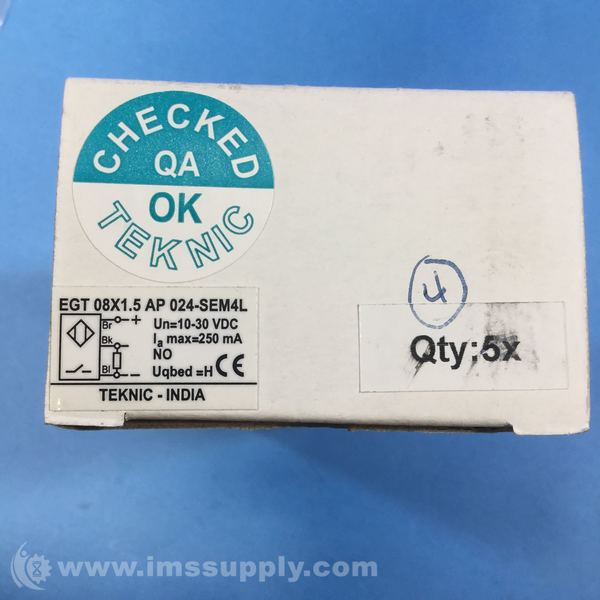 CHECKED
QA
OK
TEKNIC
EGT 08X1.5 AP 024-SEM4L
Br +
Un=10-30 VDC
Bk
Ia max=250 mA
NO
Bl -
Uqbed =H CE
TEKNIC - INDIA
4
Qty:5x
www.imssupply.com